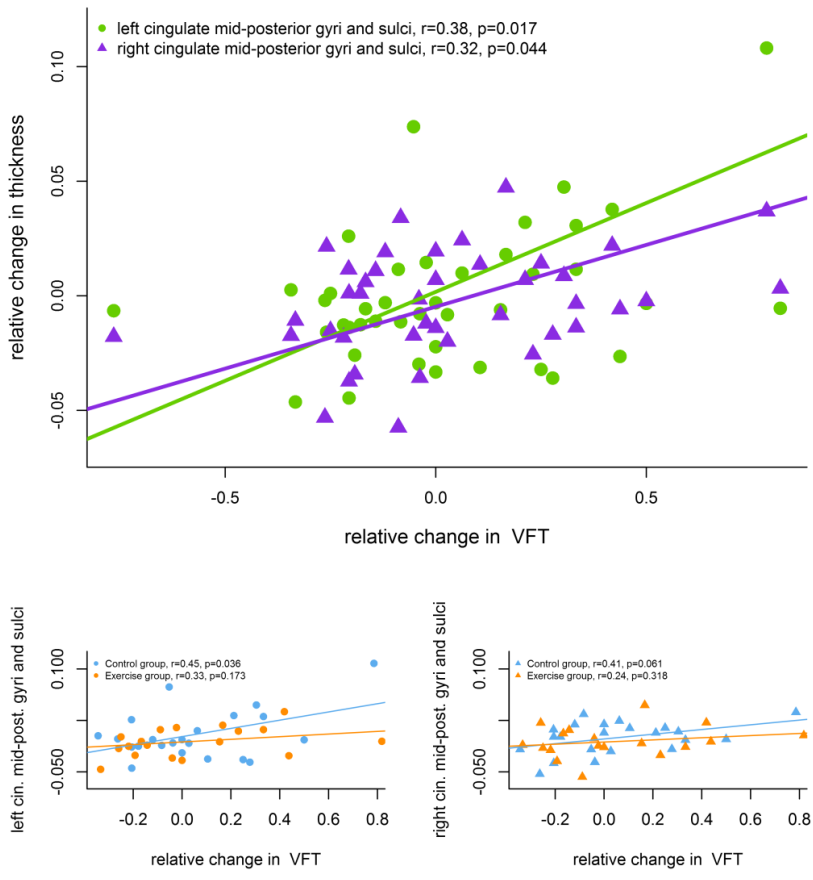 left cingulate mid-posterior gyri and sulci, r=0.38, p=0.017
right cingulate mid-posterior gyri and sulci, r=0.32, p=0.044
relative change in thickness
0.10
0.05
0.00
-0.05
-0.5
0.0
0.5
relative change in VFT
left cin. mid-post. gyri and sulci
Control group, r=0.45, p=0.036
Exercise group, r=0.33, p=0.173
0.100
-0.050
-0.2
0.0
0.2
0.4
0.6
0.8
relative change in VFT
right cin. mid-post. gyri and sulci
Control group, r=0.41, p=0.061
Exercise group, r=0.24, p=0.318
0.100
-0.050
-0.2
0.0
0.2
0.4
0.6
0.8
relative change in VFT